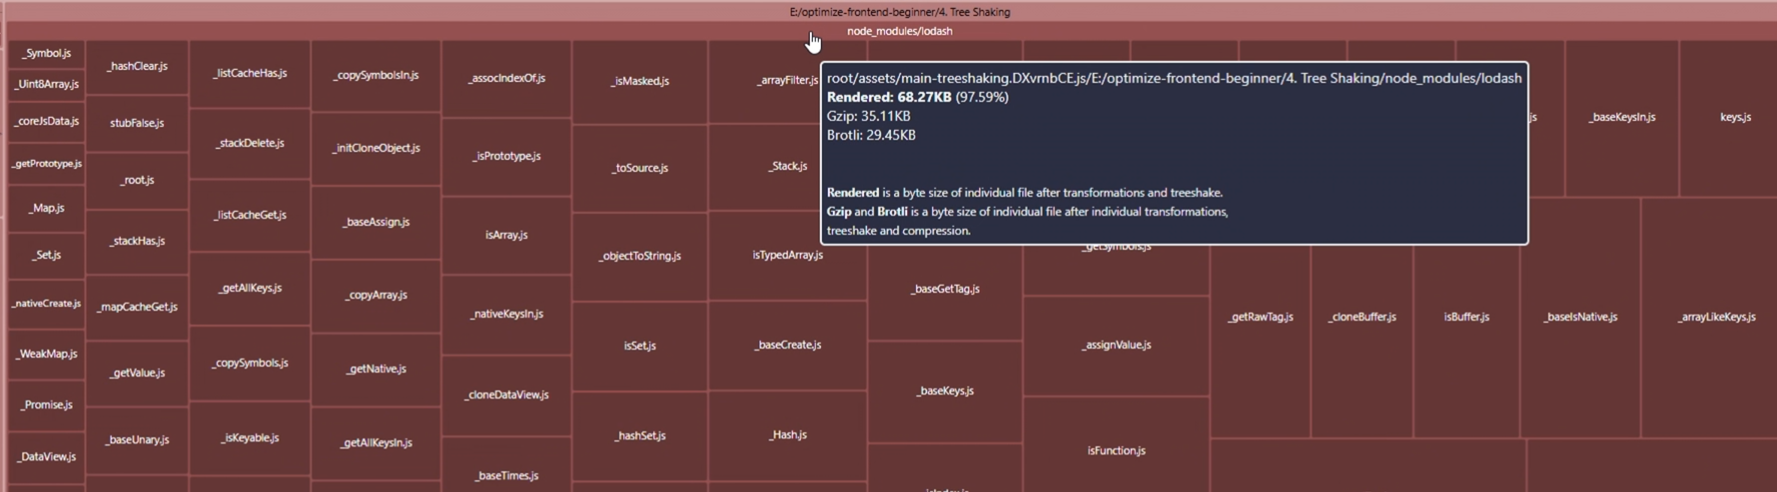 E:/optimize-frontend-beginner/4. Tree Shaking
node_modules/lodash
_Symbol.js
_Uint8Array.js
_coreJsData.js
_getPrototype.js
_Map.js
_Set.js
_nativeCreate.js
_WeakMap.js
_Promise.js
_DataView.js
_hashClear.js
stubFalse.js
_root.js
_stackHas.js
_mapCacheGet.js
_getValue.js
_baseUnary.js
_listCacheHas.js
_stackDelete.js
_listCacheGet.js
_getAllKeys.js
_copySymbols.js
_isKeyable.js
_copySymbolsIn.js
_initCloneObject.js
_baseAssign.js
_copyArray.js
_getNative.js
_getAllKeysIn.js
_assocIndexOf.js
_isPrototype.js
isArray.js
_nativeKeysIn.js
_cloneDataView.js
_baseTimes.js
_isMasked.js
_toSource.js
_objectToString.js
isSet.js
_hashSet.js
_arrayFilter.js
_Stack.js
isTypedArray.js
_baseCreate.js
_Hash.js
root/assets/main-treeshaking.DXvrnbCE.js/E:/optimize-frontend-beginner/4. Tree Shaking/node_modules/lodash
Rendered: 68.27KB (97.59%)
Gzip: 35.11KB
Brotli: 29.45KB
Rendered is a byte size of individual file after transformations and treeshake.
Gzip and Brotli is a byte size of individual file after individual transformations,
treeshake and compression.
_baseGetTag.js
_baseKeys.js
_getSymbols.js
_assignValue.js
isFunction.js
_getRawTag.js
_cloneBuffer.js
isBuffer.js
js
_baseKeysIn.js
keys.js
_baseIsNative.js
_arrayLikeKeys.js